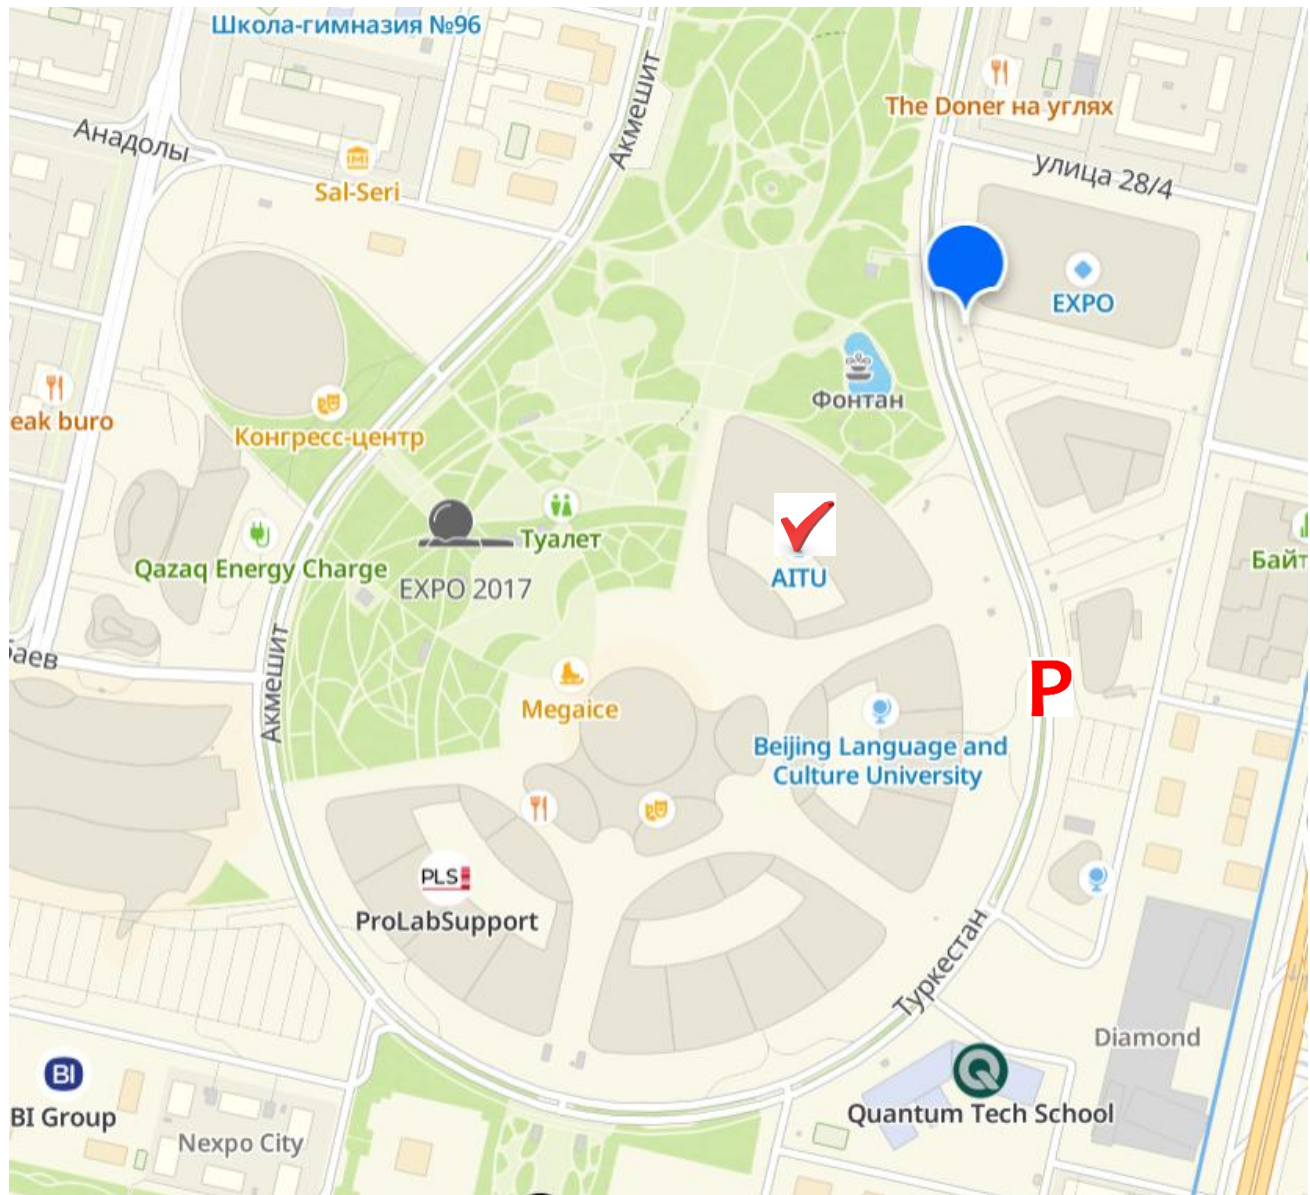 Школа-гимназия №96
Акмешит
The Doner на углях
Анадолы
улица 28/4
Sal-Seri
EXPO
Фонтан
eak buro
Конгресс-центр
Туалет
Qazaq Energy Charge
EXPO 2017
AITU
Байт
баев
Акмешит
P
Megaice
Beijing Language and
Culture University
PLS
ProLabSupport
Туркестан
Diamond
BI
BI Group
Quantum Tech School
Nexpo City